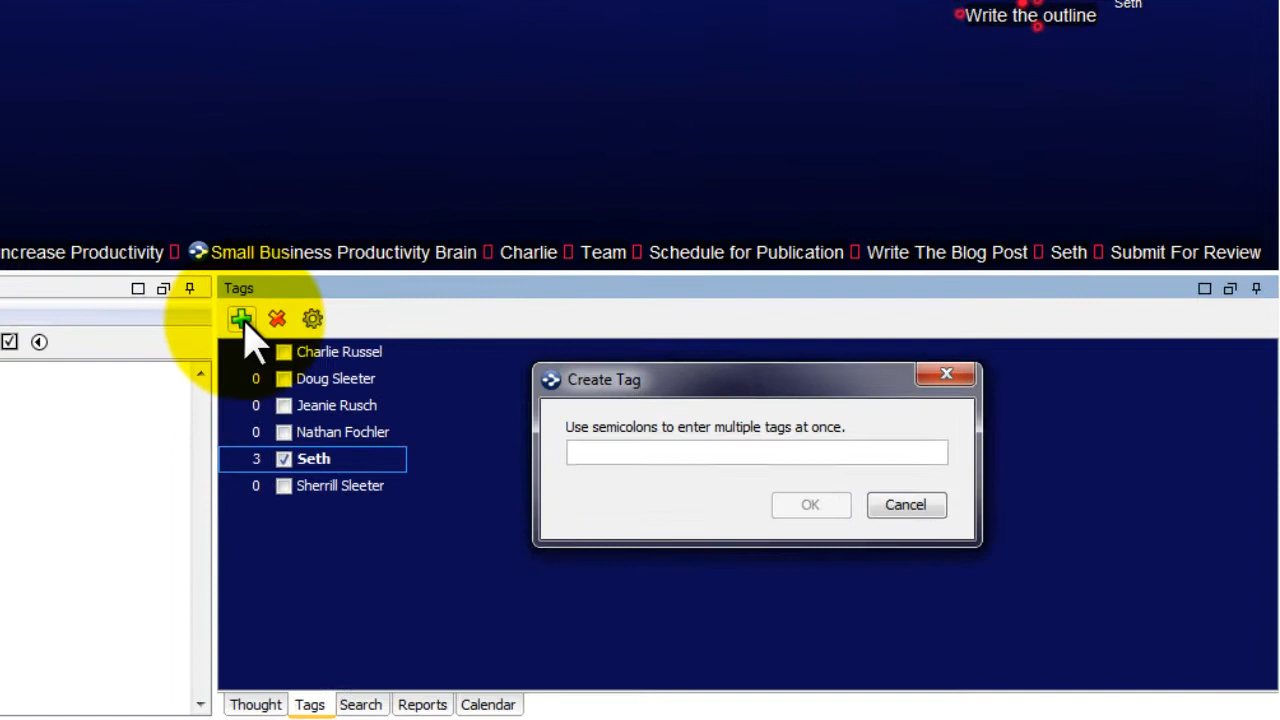 Seth
Write the outline
ncrease Productivity Small Business Productivity Brain Charlie Team Schedule for Publication Write The Blog Post Seth Submit For Review
Tags
Charlie Russel
0 Doug Sleeter
0 Jeanie Rusch
0 Nathan Fochler
3 Seth
0 Sherrill Sleeter
Create Tag
Use semicolons to enter multiple tags at once.
OK Cancel
Thought Tags Search Reports Calendar